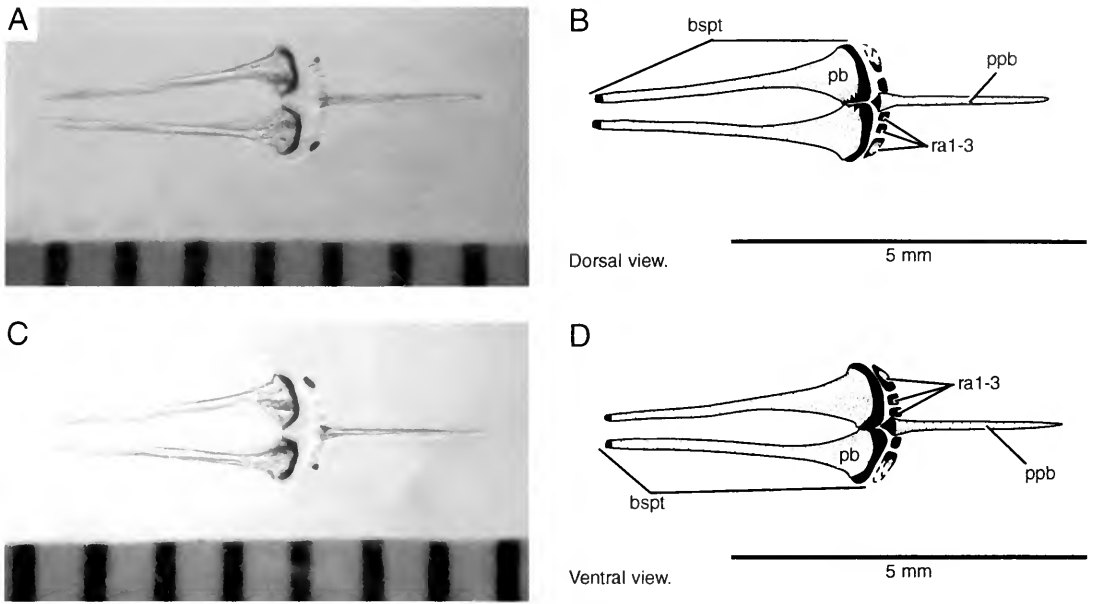 A
B
bspt
pb
ppb
ra1-3
Dorsal view.
5 mm
C
D
ra1-3
pb
ppb
bspt
Ventral view.
5 mm